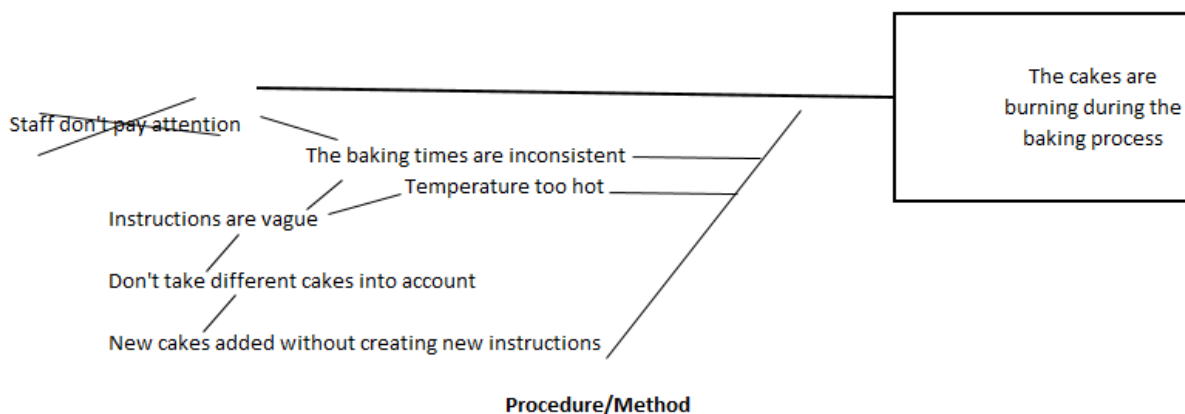 The cakes are
burning during the
baking process
Staff don't pay attention
The baking times are inconsistent
Temperature too hot
Instructions are vague
Don't take different cakes into account
New cakes added without creating new instructions
Procedure/Method